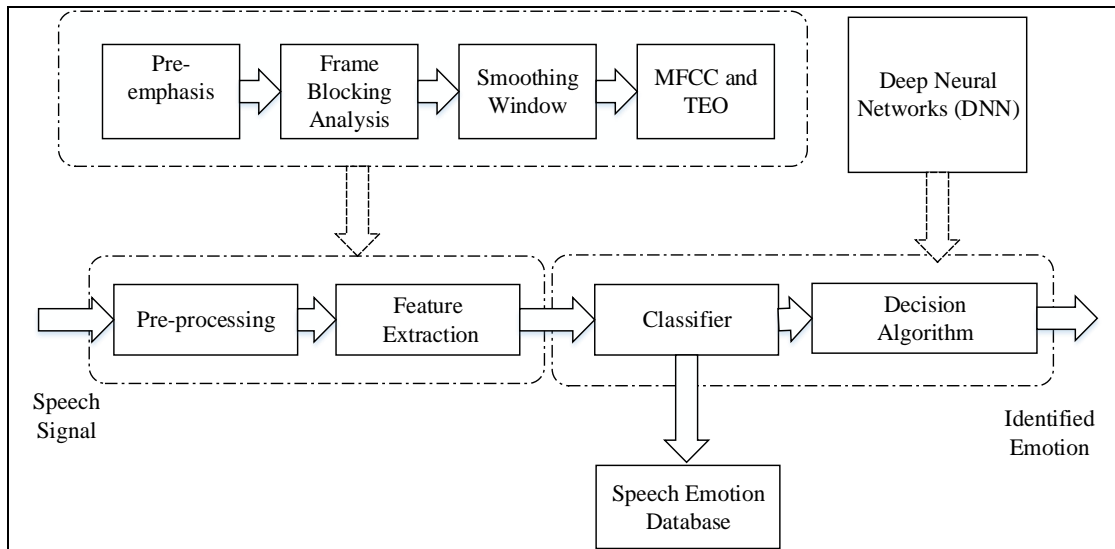 Pre-
emphasis
Frame
Blocking
Analysis
Smoothing
Window
MFCC and
TEO
Deep Neural
Networks (DNN)
Pre-processing
Feature
Extraction
Classifier
Decision
Algorithm
Speech
Signal
Identified
Emotion
Speech Emotion
Database